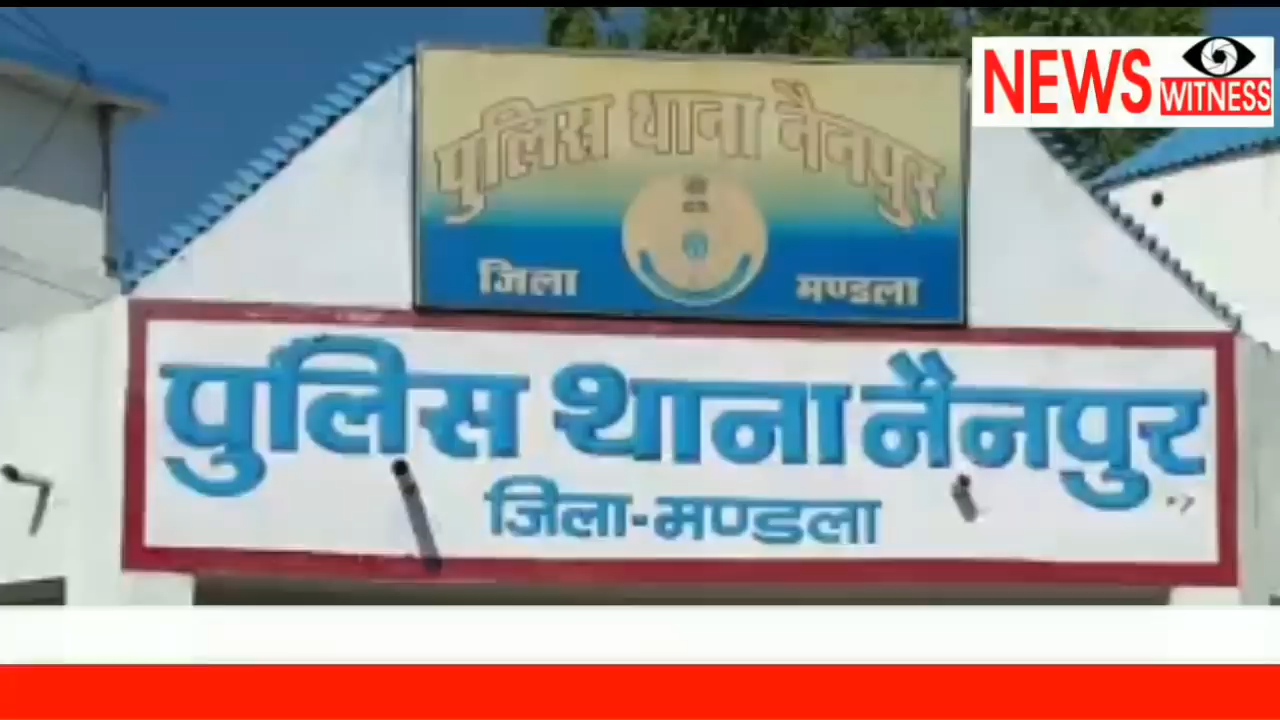 NEWS
WITNESS
पुलिस थाना नैनपुर
जिला मण्डला
पुलिस थाना नैनपुर
जिला-मण्डला